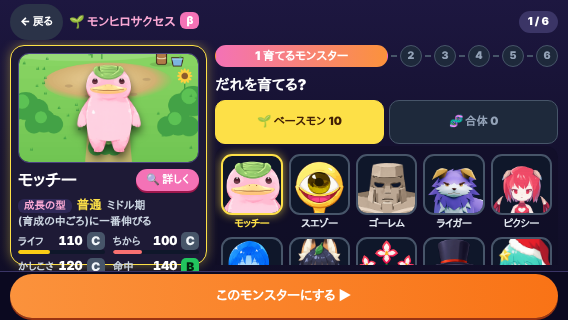 ← 戻る
🌱 モンヒロサクセス β
1 / 6
1 育てるモンスター
2
3
4
5
6
だれを育てる?
🌱 ベースモン 10
🧬 合体 0
モッチー
🔍 詳しく
成長の型 普通 ミドル期
(育成の中ごろ)に一番伸びる
ライフ 110 C
ちから 100 C
かしこさ 120 C
命中 140 B
モッチー
スエゾー
ゴーレム
ライガー
ピクシー
このモンスターにする ▶